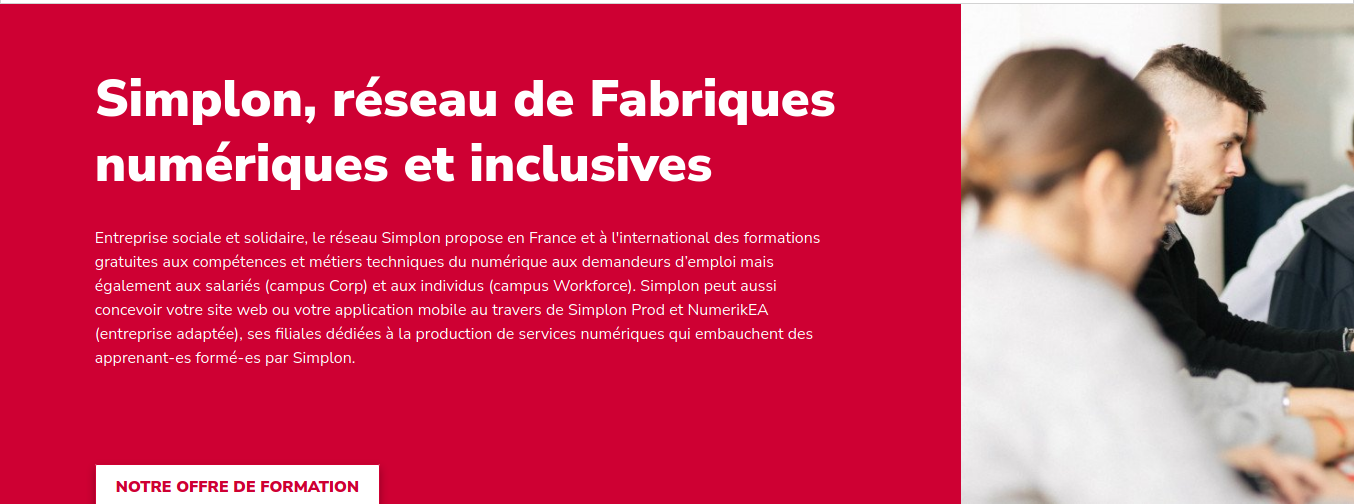 Simplon, réseau de Fabriques
numériques et inclusives
Entreprise sociale et solidaire, le réseau Simplon propose en France et à l'international des formations
gratuites aux compétences et métiers techniques du numérique aux demandeurs d’emploi mais
également aux salariés (campus Corp) et aux individus (campus Workforce). Simplon peut aussi
concevoir votre site web ou votre application mobile au travers de Simplon Prod et NumerikEA
(entreprise adaptée), ses filiales dédiées à la production de services numériques qui embauchent des
apprenant-es formé-es par Simplon.
NOTRE OFFRE DE FORMATION